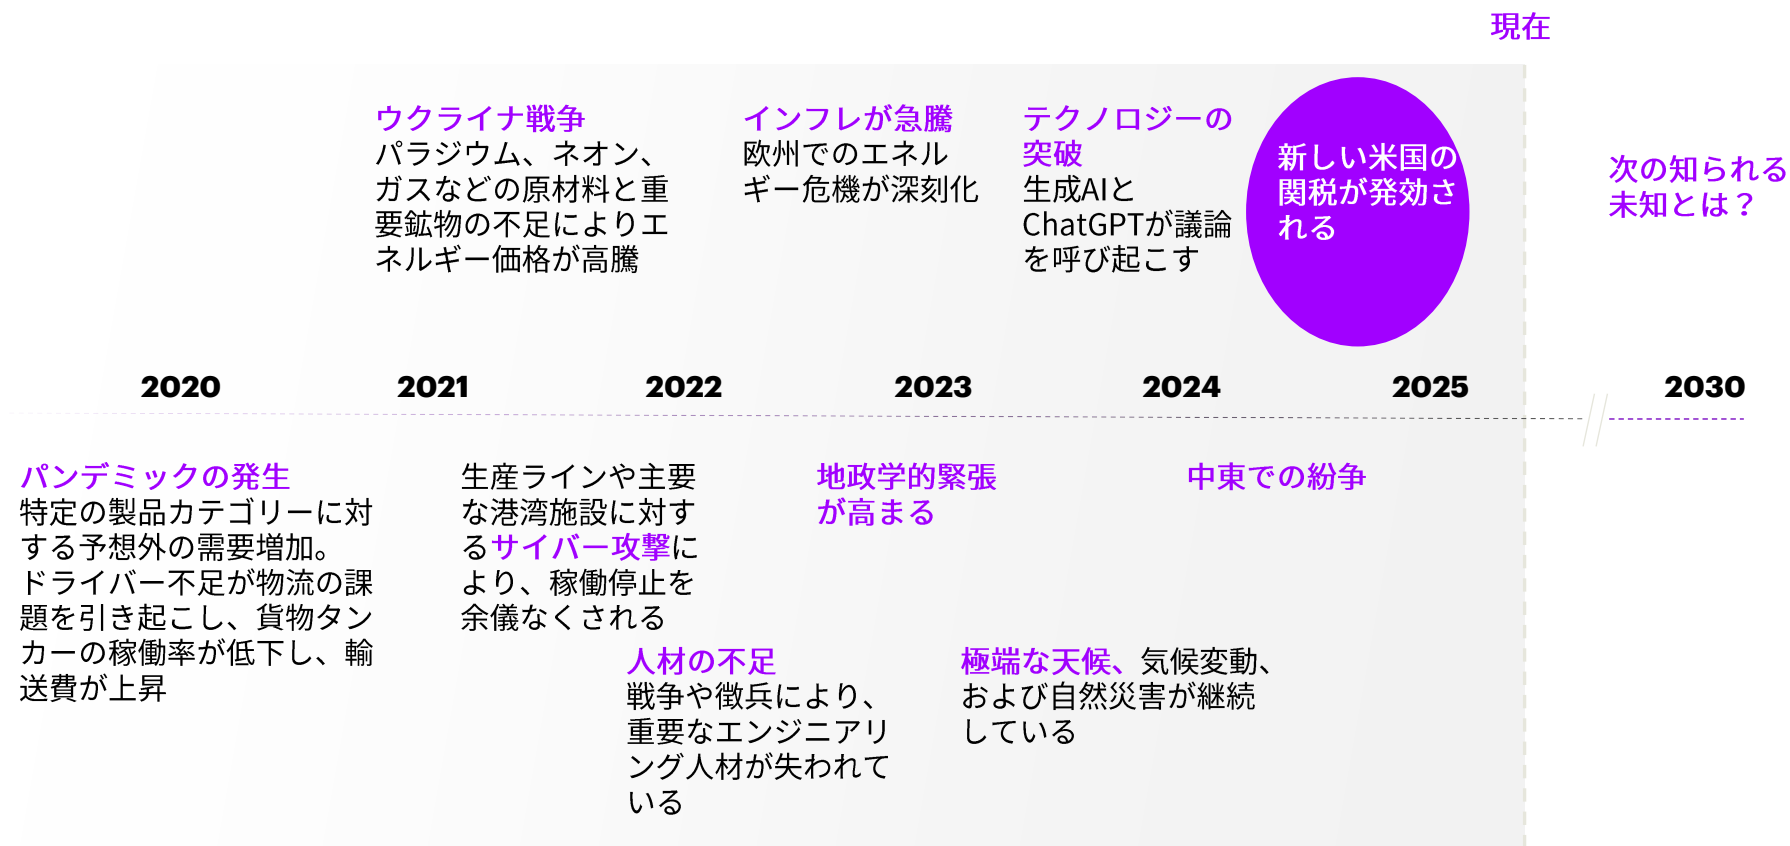 現在
ウクライナ戦争
パラジウム、ネオン、
ガスなどの原材料と重
要鉱物の不足によりエ
ネルギー価格が高騰
インフレが急騰
欧州でのエネル
ギー危機が深刻化
テクノロジーの
突破
生成AIと
ChatGPTが議論
を呼び起こす
新しい米国の
関税が発効さ
れる
次の知られる
未知とは？
2020
2021
2022
2023
2024
2025
2030
パンデミックの発生
特定の製品カテゴリーに対
する予想外の需要増加。
ドライバー不足が物流の課
題を引き起こし、貨物タン
カーの稼働率が低下し、輸
送費が上昇
生産ラインや主要
な港湾施設に対す
るサイバー攻撃に
より、稼働停止を
余儀なくされる
人材の不足
戦争や徴兵により、
重要なエンジニアリ
ング人材が失われて
いる
地政学的緊張
が高まる
極端な天候、気候変動、
および自然災害が継続
している
中東での紛争